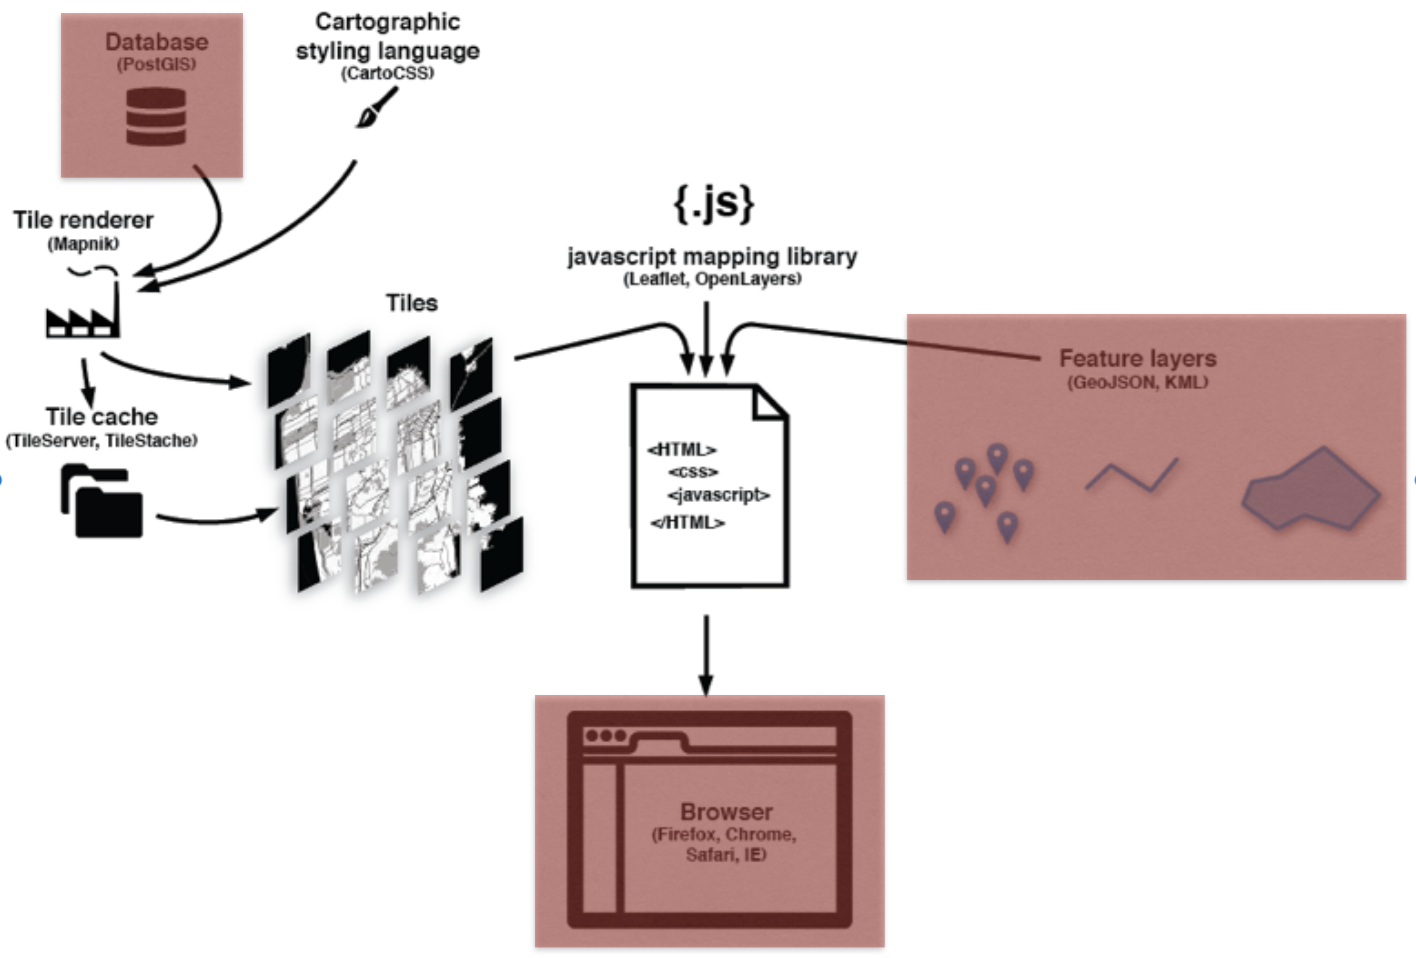 Database
(PostGIS)
Cartographic
styling language
(CartoCSS)
Tile renderer
(Mapnik)
{.js}
javascript mapping library
(Leaflet, OpenLayers)
Tiles
Feature layers
(GeoJSON, KML)
Tile cache
(TileServer, TileStache)
<HTML>
<css>
<javascript>
</HTML>
Browser
(Firefox, Chrome,
Safari, IE)